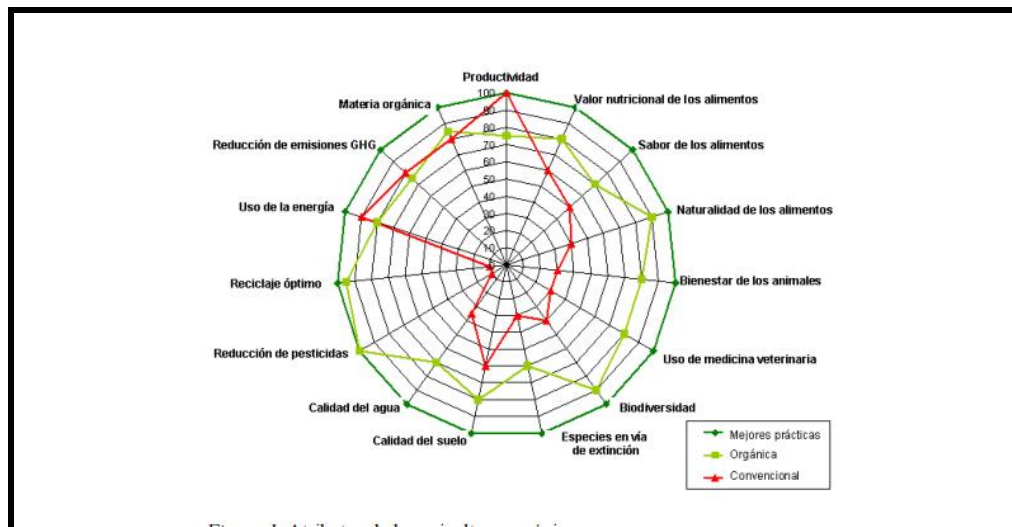 Productividad
Materia orgánica
Valor nutricional de los alimentos
Reducción de emisiones GHG
Sabor de los alimentos
Uso de la energía
Naturalidad de los alimentos
Reciclaje óptimo
Bienestar de los animales
Reducción de pesticidas
Uso de medicina veterinaria
Calidad del agua
Biodiversidad
Calidad del suelo
Especies en vía
de extinción
100
90
80
70
60
50
40
30
20
10
Mejores prácticas
Orgánica
Convencional